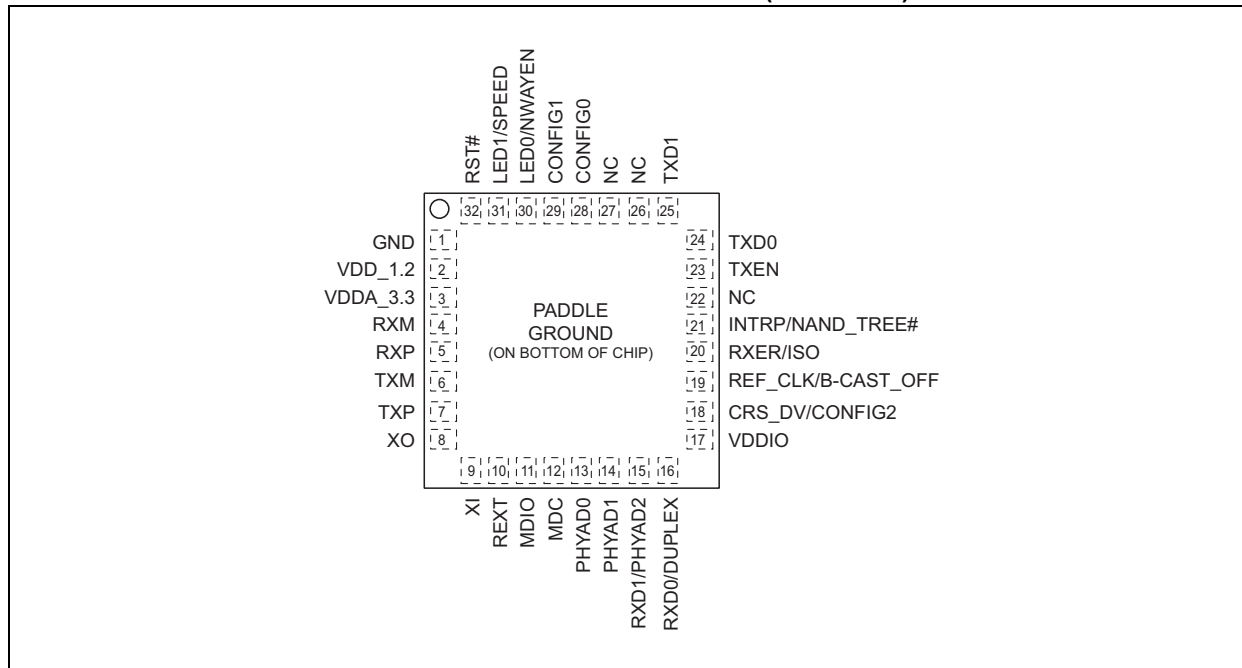 RST#
LED1/SPEED
LED0/NWAYEN
CONFIG1
CONFIG0
NC
NC
TXD1
32 31 30 29 28 27 26 25
GND 1
VDD_1.2 2
VDDA_3.3 3
RXM 4
RXP 5
TXM 6
TXP 7
XO 8
PADDLE
GROUND
(ON BOTTOM OF CHIP)
24 TXD0
23 TXEN
22 NC
21 INTRP/NAND_TREE#
20 RXER/ISO
19 REF_CLK/B-CAST_OFF
18 CRS_DV/CONFIG2
17 VDDIO
9 10 11 12 13 14 15 16
XI
REXT
MDIO
MDC
PHYAD0
PHYAD1
RXD1/PHYAD2
RXD0/DUPLEX